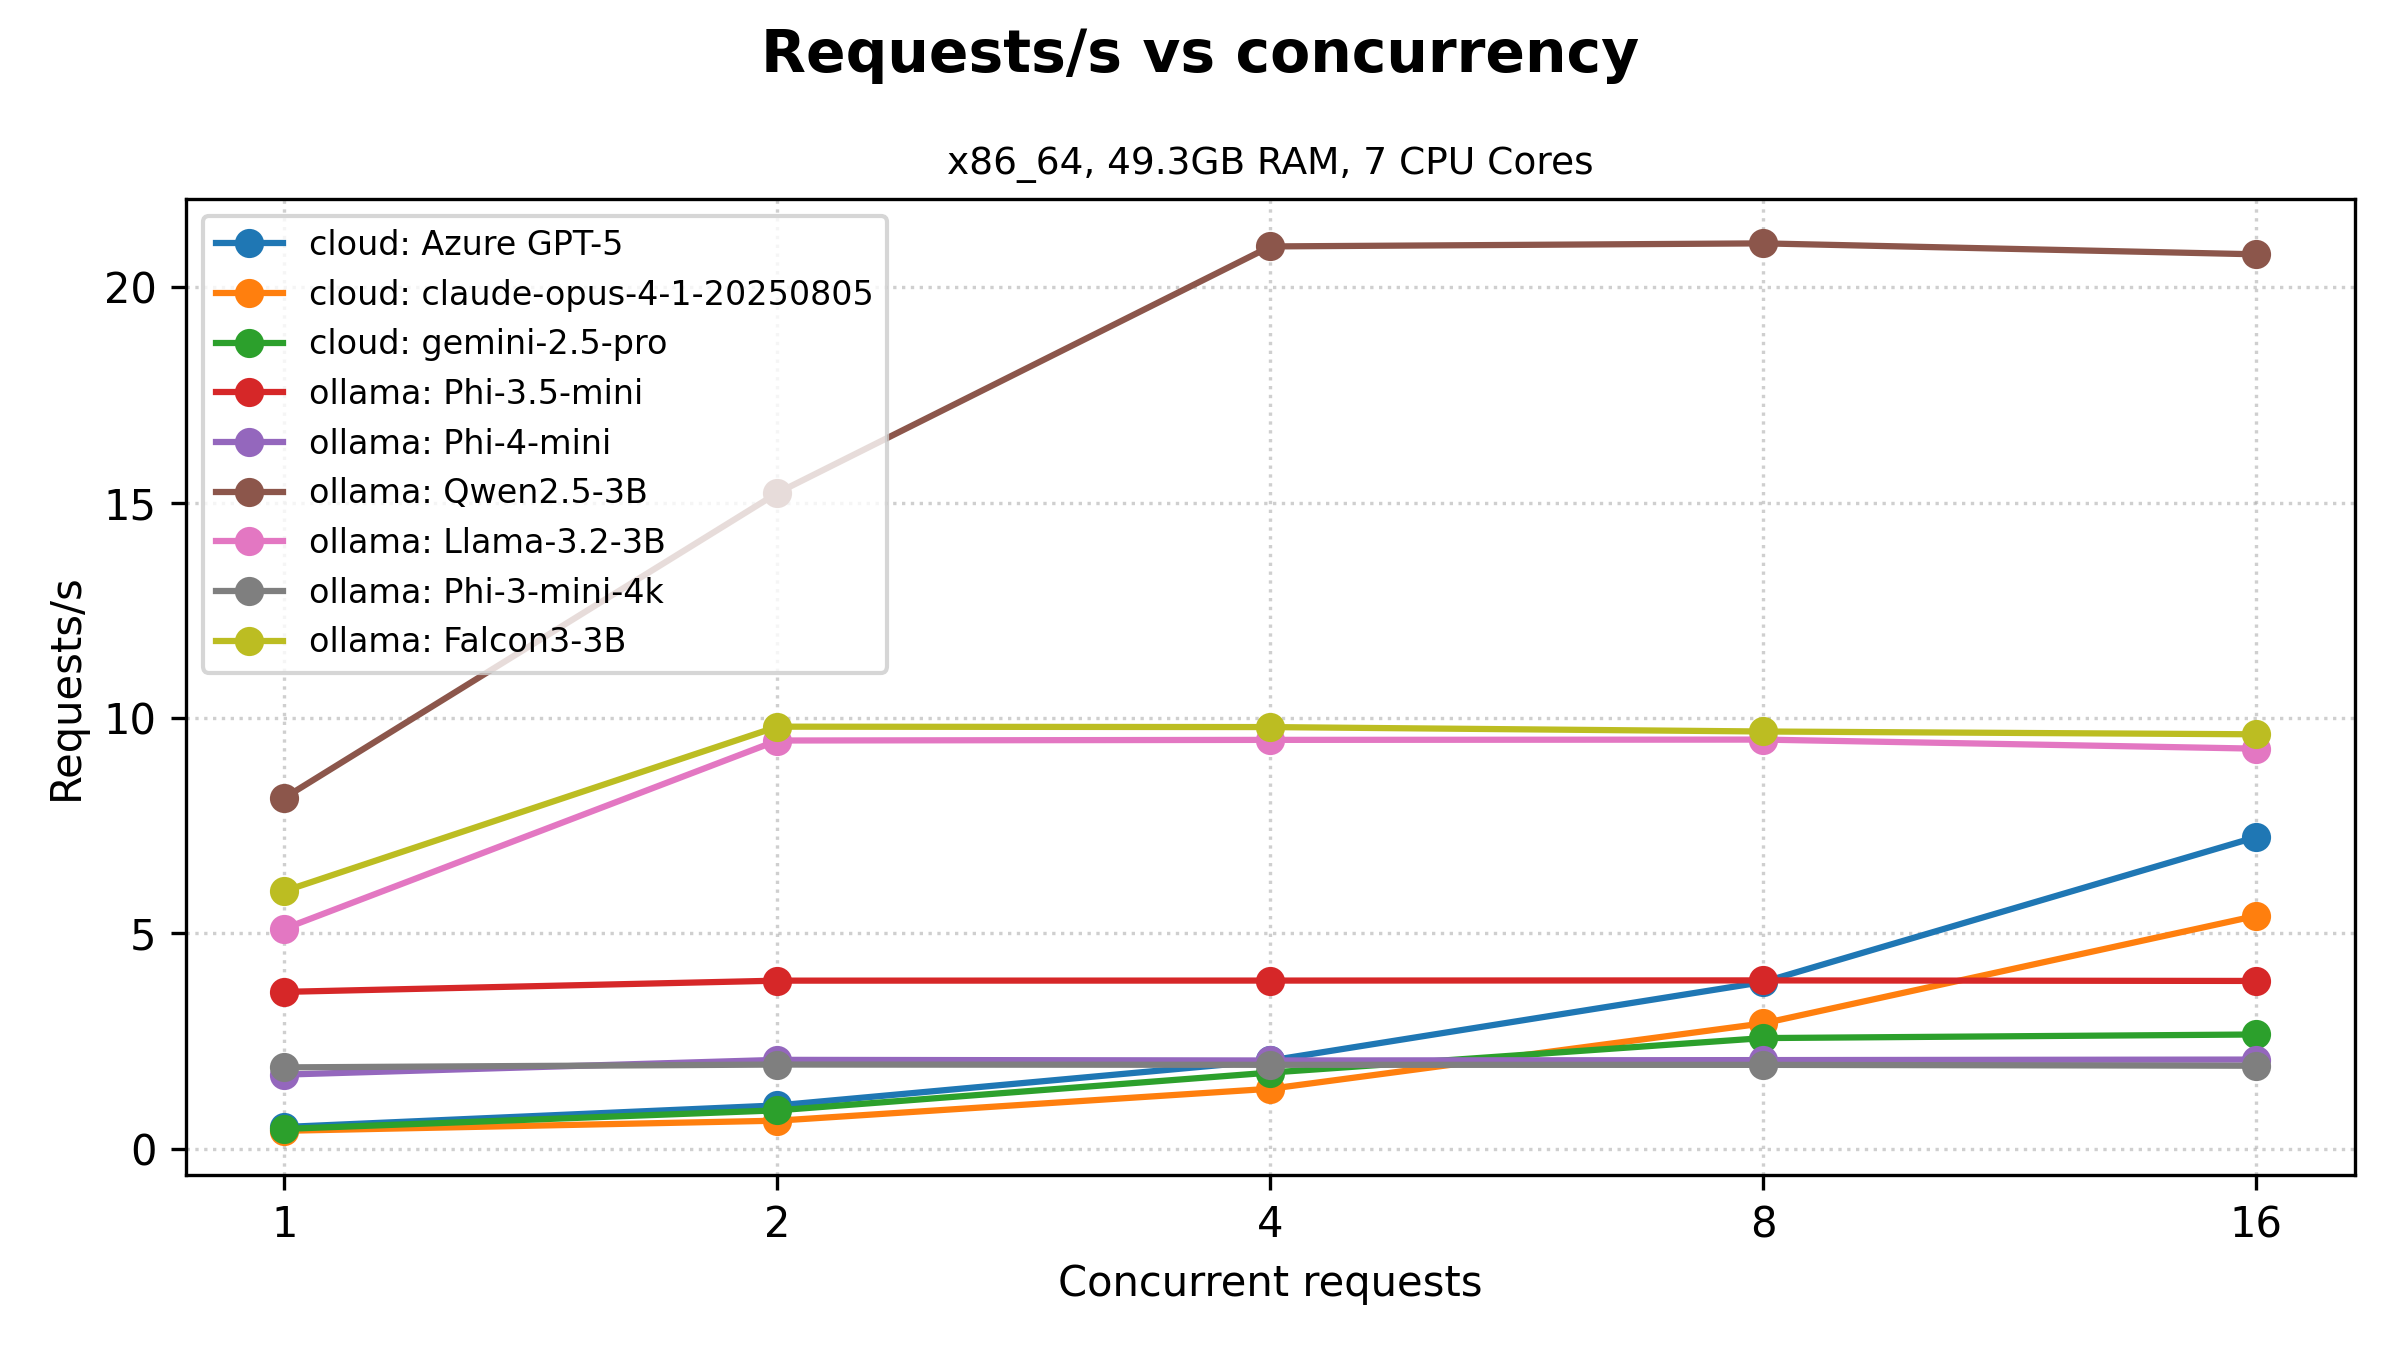 Requests/s vs concurrency
x86_64, 49.3GB RAM, 7 CPU Cores
cloud: Azure GPT-5
cloud: claude-opus-4-1-20250805
cloud: gemini-2.5-pro
ollama: Phi-3.5-mini
ollama: Phi-4-mini
ollama: Qwen2.5-3B
ollama: Llama-3.2-3B
ollama: Phi-3-mini-4k
ollama: Falcon3-3B
Requests/s
20
15
10
5
0
1 2 4 8 16
Concurrent requests